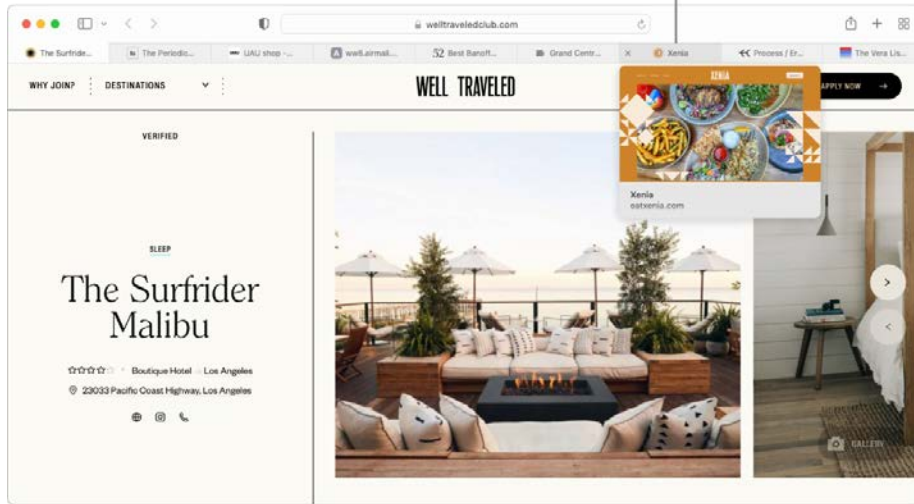 welltraveledclub.com
The Surfride...
The Periodic...
UAU shop -...
ww8.airmail...
52 Best Banoff...
Grand Centr...
Xenia
Process / Er...
The Vera Lis...
WHY JOIN?
DESTINATIONS
WELL TRAVELED
APPLY NOW →
XENIA
Xenia
eatxenia.com
VERIFIED
SLEEP
The Surfrider
Malibu
Boutique Hotel
Los Angeles
23033 Pacific Coast Highway, Los Angeles
GALLERY